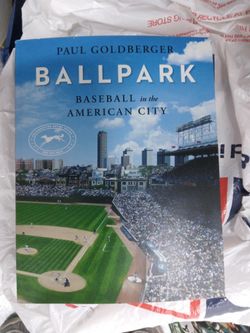 PAUL GOLDBERGER
BALLPARK
BASEBALL in the
AMERICAN CITY